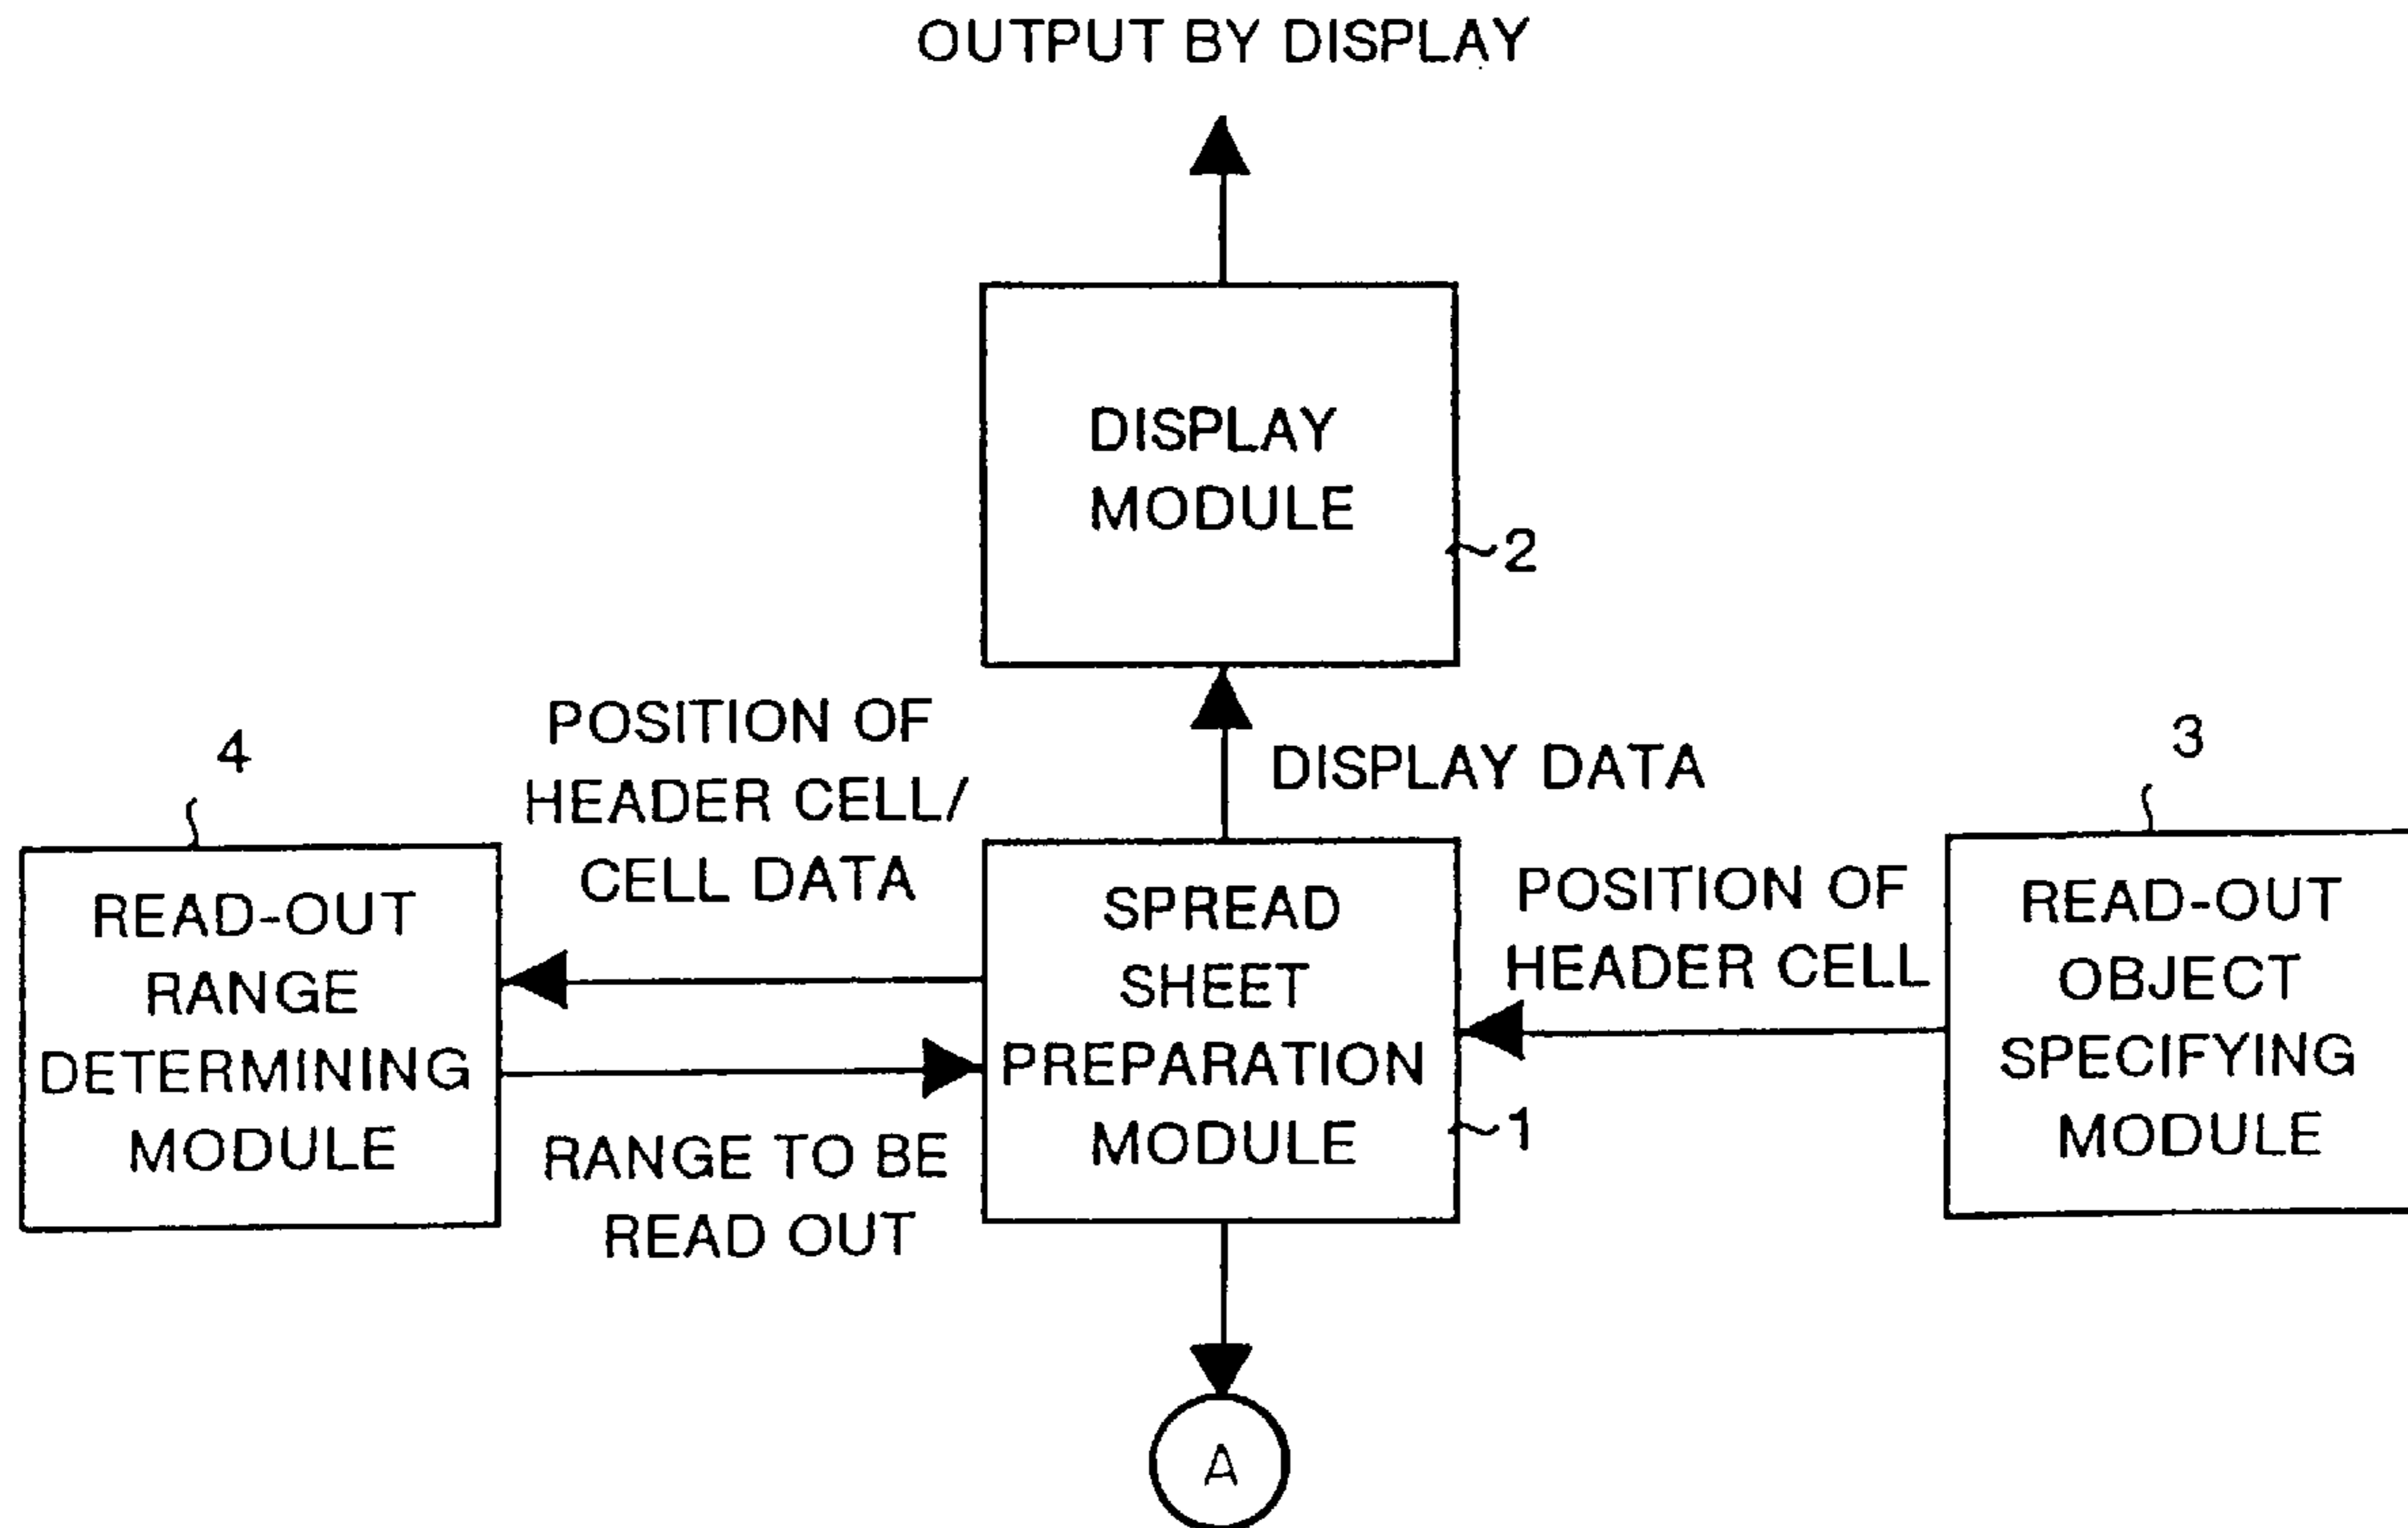 OUTPUT BY DISPLAY
DISPLAY
MODULE
2
POSITION OF
HEADER CELL/
CELL DATA
DISPLAY DATA
4
3
READ-OUT
RANGE
DETERMINING
MODULE
SPREAD
SHEET
PREPARATION
MODULE
1
POSITION OF
HEADER CELL
READ-OUT
OBJECT
SPECIFYING
MODULE
RANGE TO BE
READ OUT
A